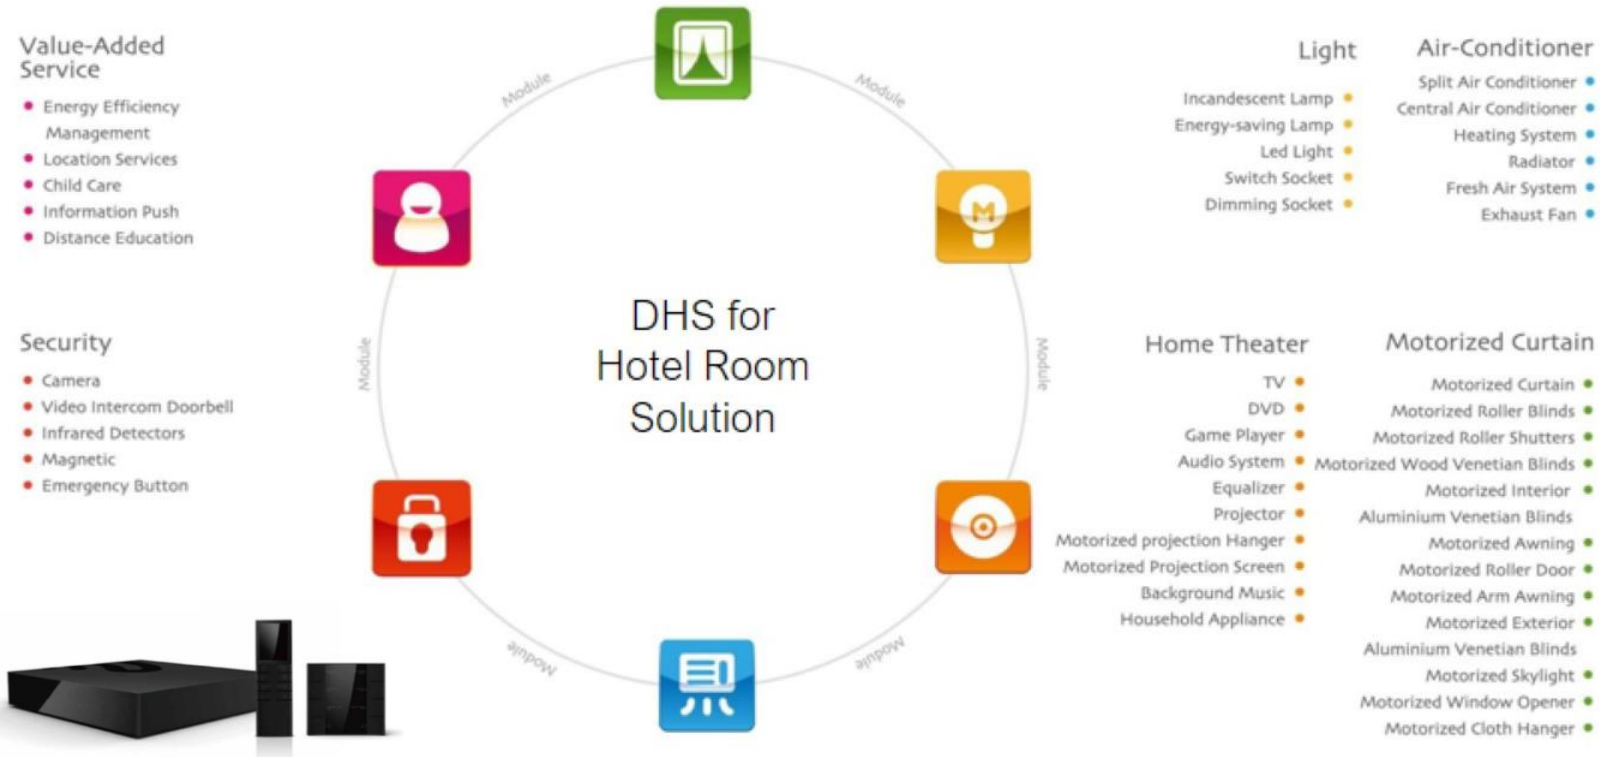 Value-Added
Service
Energy Efficiency
Management
Location Services
Child Care
Information Push
Distance Education
Security
Camera
Video Intercom Doorbell
Infrared Detectors
Magnetic
Emergency Button
Module
Module
Module
Module
Module
Module
M
DHS for
Hotel Room
Solution
Light
Incandescent Lamp
Energy-saving Lamp
Led Light
Switch Socket
Dimming Socket
Air-Conditioner
Split Air Conditioner
Central Air Conditioner
Heating System
Radiator
Fresh Air System
Exhaust Fan
Home Theater
TV
DVD
Game Player
Audio System
Equalizer
Projector
Motorized projection Hanger
Motorized Projection Screen
Background Music
Household Appliance
Motorized Curtain
Motorized Curtain
Motorized Roller Blinds
Motorized Roller Shutters
Motorized Wood Venetian Blinds
Motorized Interior
Aluminium Venetian Blinds
Motorized Awning
Motorized Roller Door
Motorized Arm Awning
Motorized Exterior
Aluminium Venetian Blinds
Motorized Skylight
Motorized Window Opener
Motorized Cloth Hanger